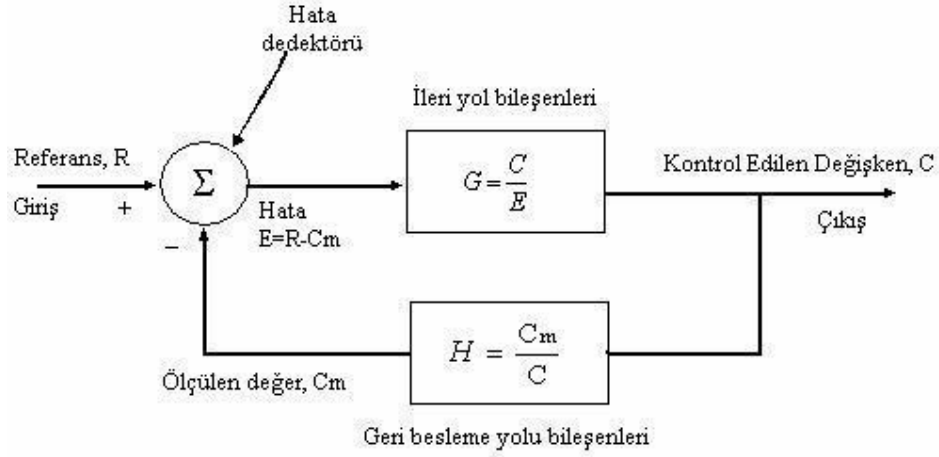 Hata
dedektörü
İleri yol bileşenleri
Referans, R
Giriş
+
−
Σ
Hata
E=R-Cm
G = C / E
Kontrol Edilen Değişken, C
Çıkış
H = Cm / C
Ölçülen değer, Cm
Geri besleme yolu bileşenleri